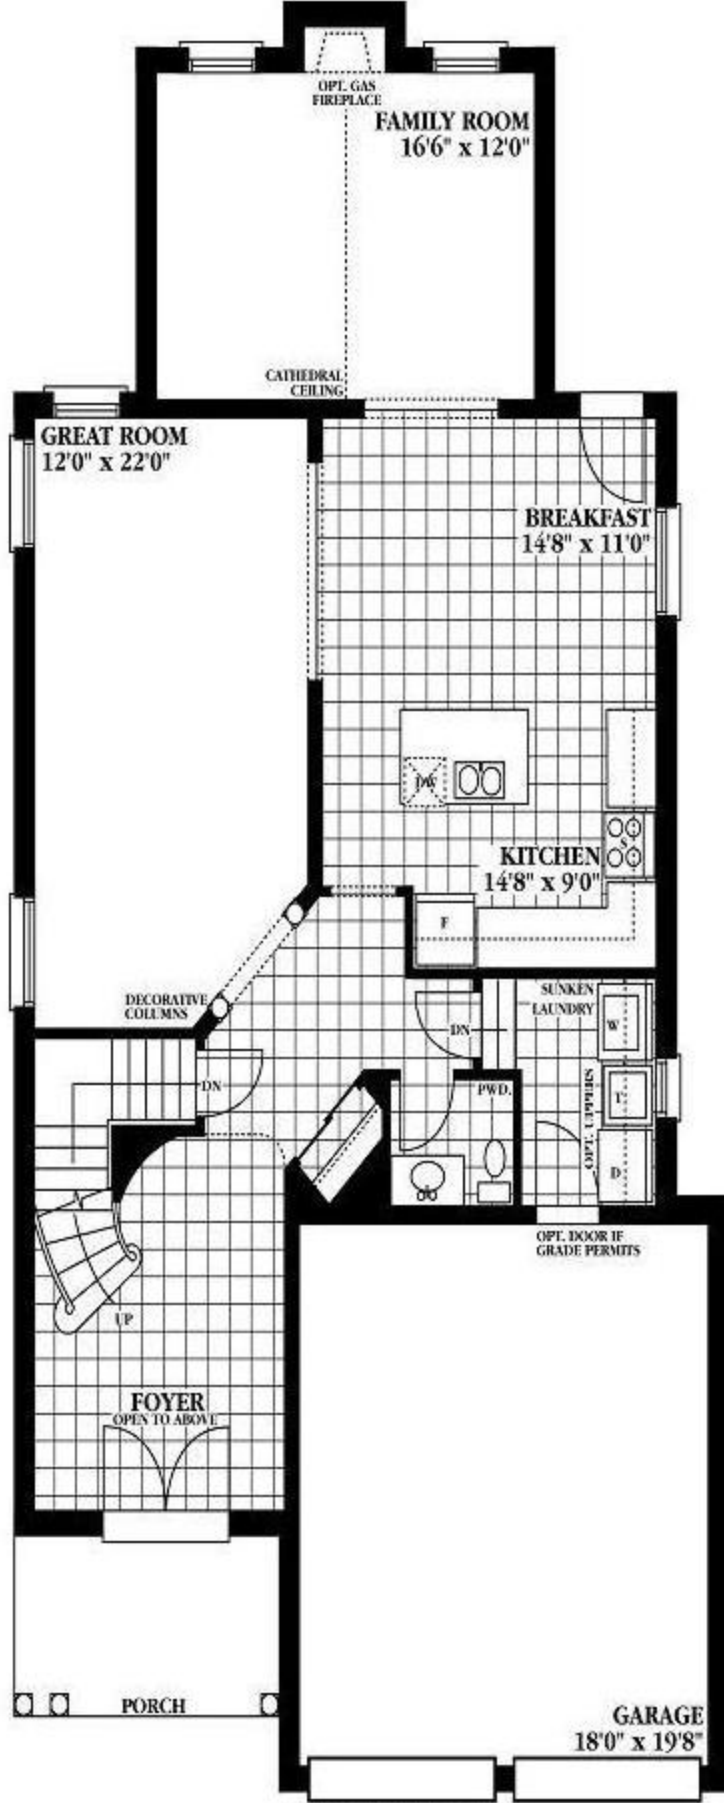 OPT. GAS
FIREPLACE
FAMILY ROOM
16'6" x 12'0"
CATHEDRAL
CEILING
GREAT ROOM
12'0" x 22'0"
BREAKFAST
14'8" x 11'0"
DW
S
KITCHEN
14'8" x 9'0"
F
DECORATIVE
COLUMNS
SUNKEN
LAUNDRY
W
DN
DN
PWD.
OPT. UPPERS
T
D
OPT. DOOR IF
GRADE PERMITS
UP
FOYER
OPEN TO ABOVE
PORCH
GARAGE
18'0" x 19'8"